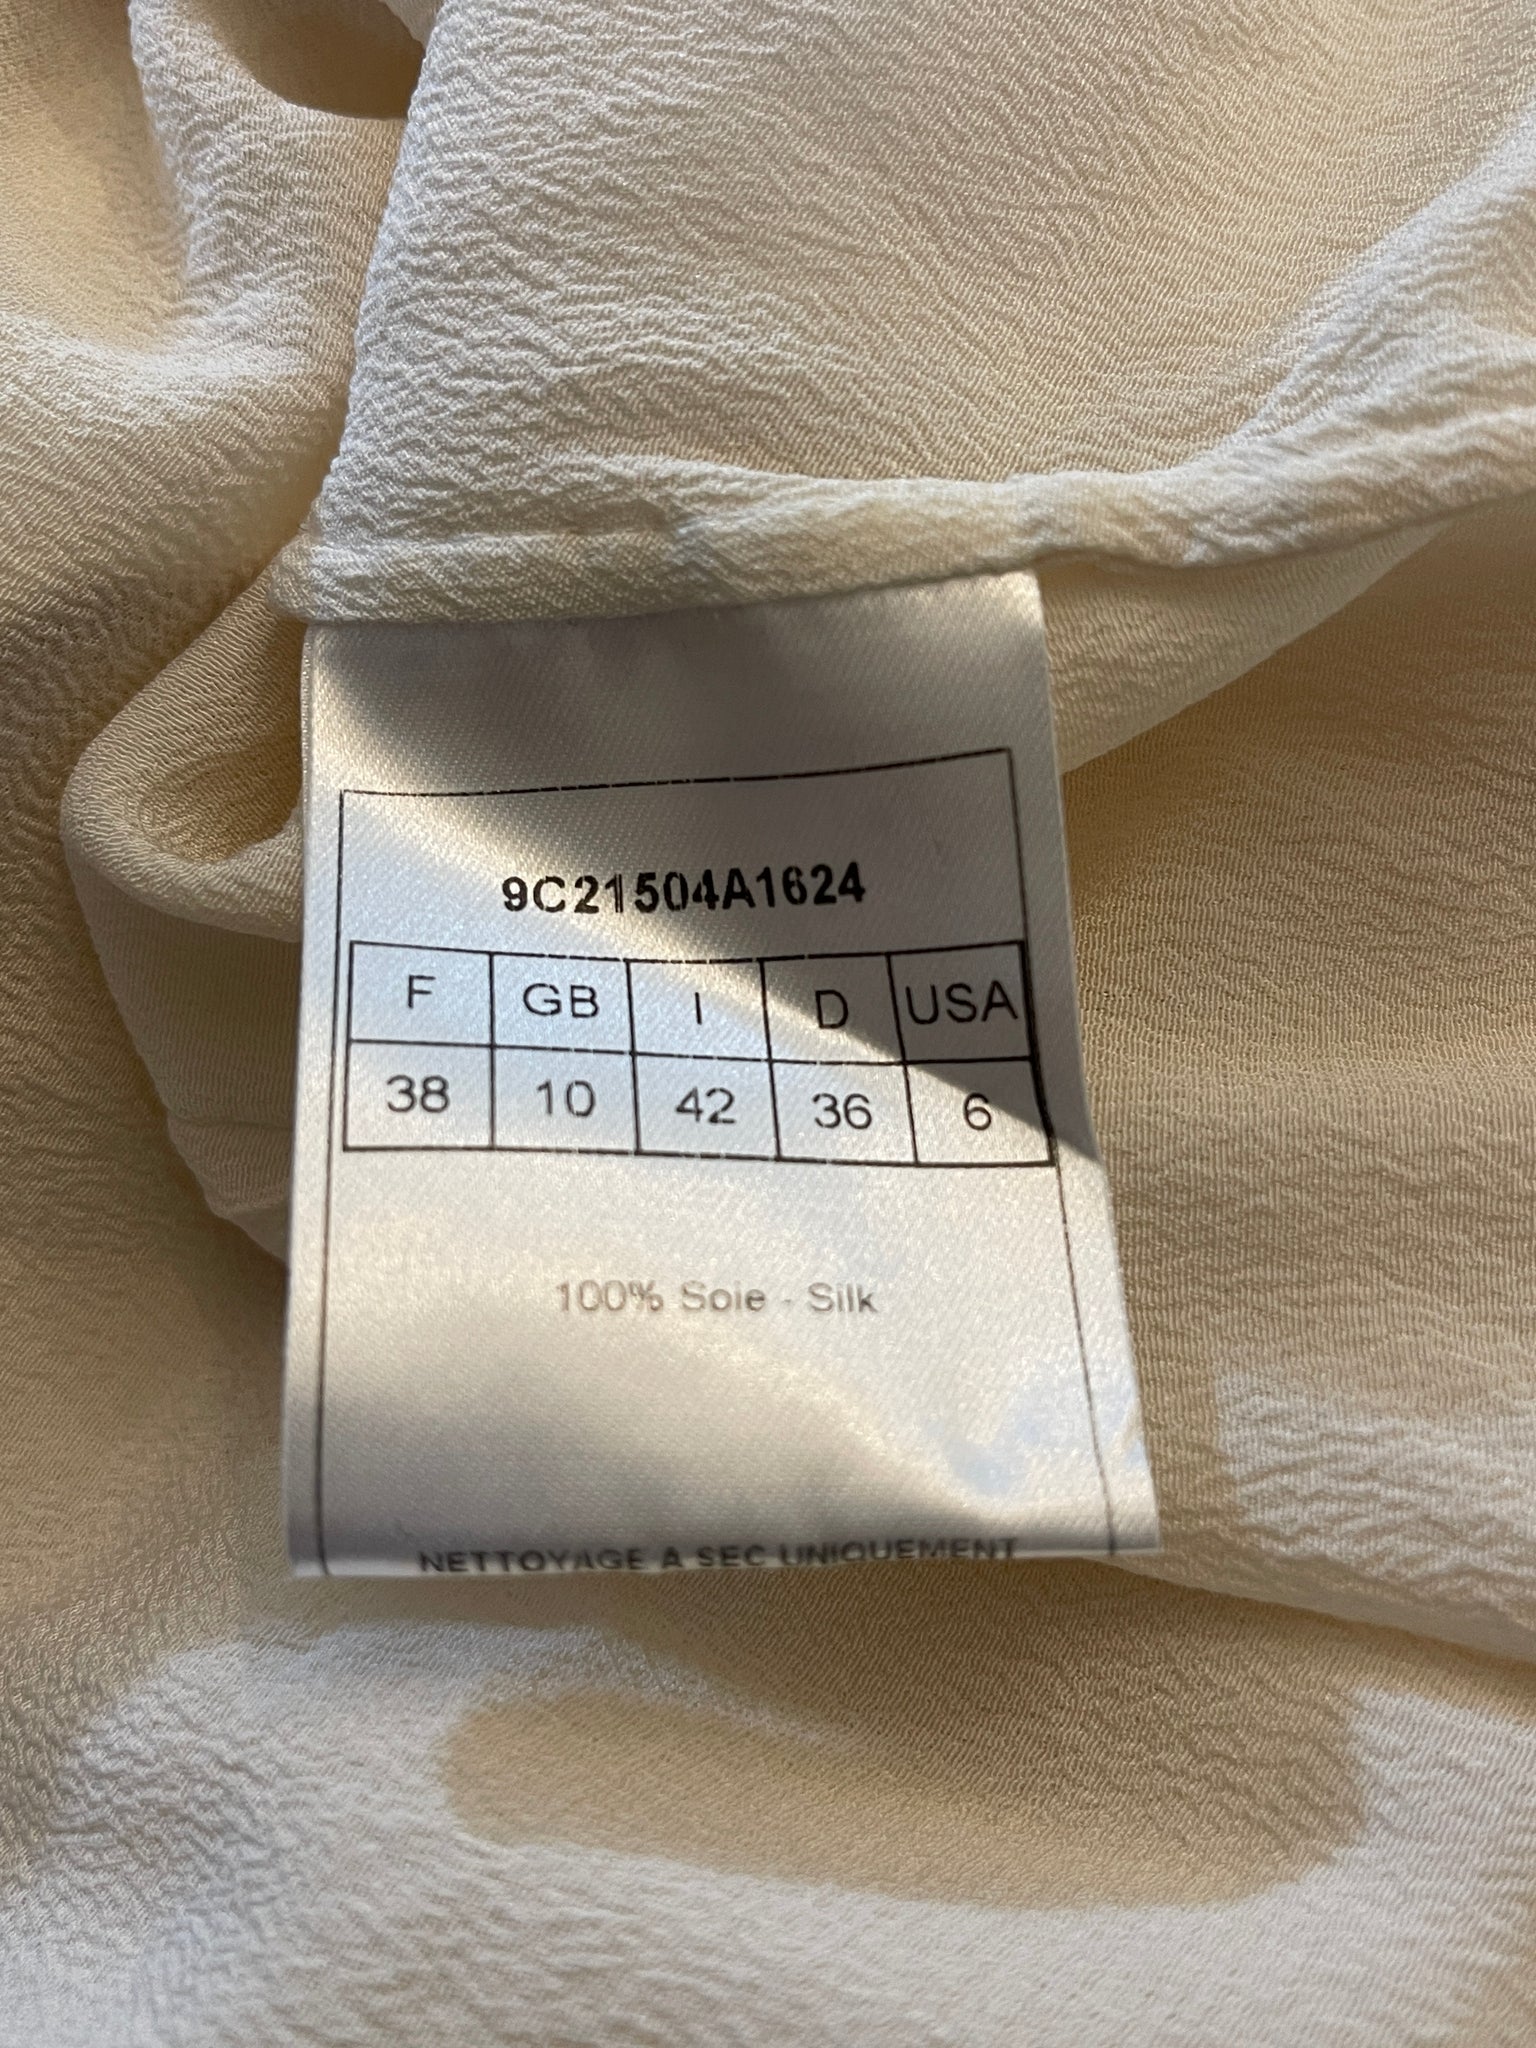 9C21504A1624
F GB I D USA
38 10 42 36 6
100% Soie - Silk
NETTOYAGE A SEC UNIQUEMENT